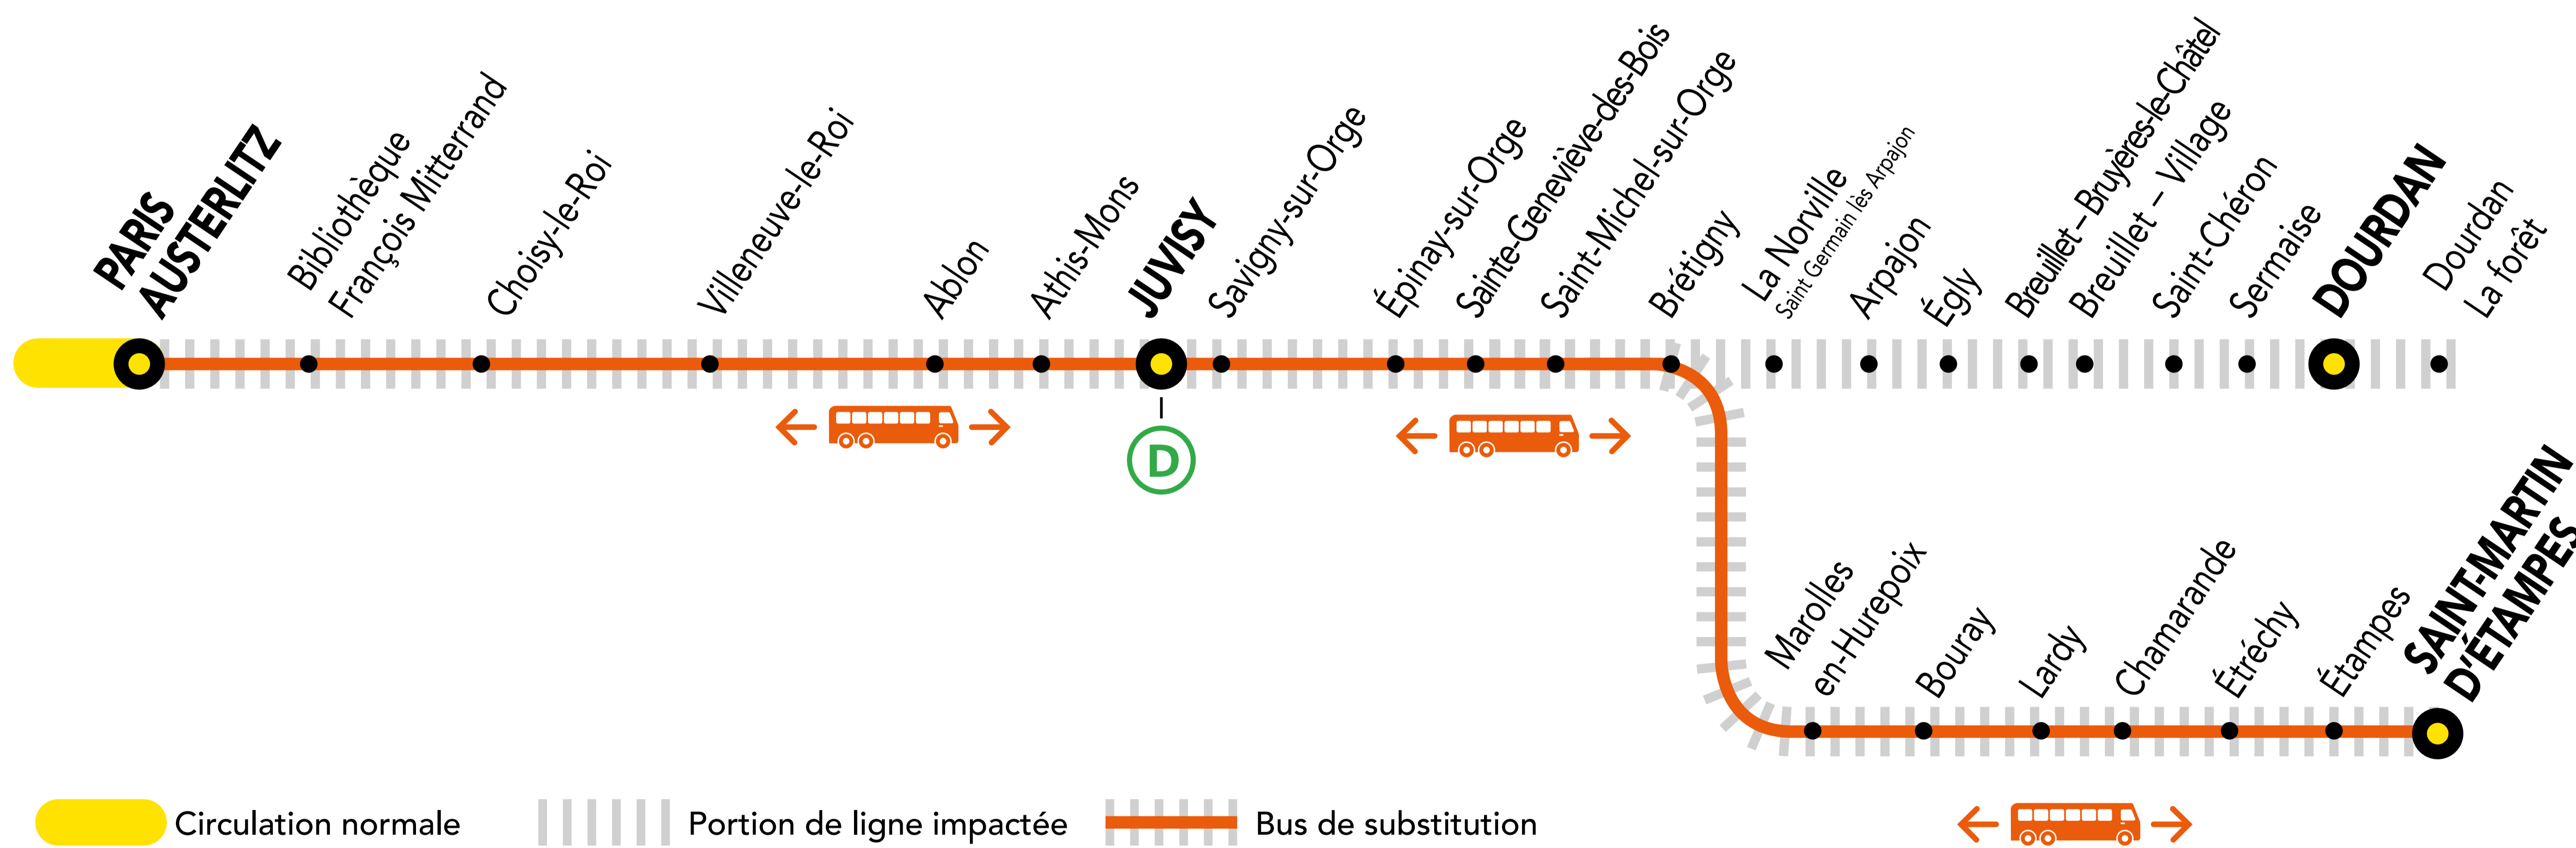 PARIS
AUSTERLITZ
Bibliothèque
François Mitterrand
Choisy-le-Roi
Villeneuve-le-Roi
Ablon
Athis-Mons
JUVISY
Savigny-sur-Orge
Épinay-sur-Orge
Sainte-Geneviève-des-Bois
Saint-Michel-sur-Orge
Brétigny
La Norville
Saint Germain lès Arpajon
Arpajon
Égly
Breuillet – Bruyères-le-Châtel
Breuillet – Village
Saint-Chéron
Sermaise
DOURDAN
Dourdan
La forêt
D
Marolles
en-Hurepoix
Bouray
Lardy
Chamarande
Étréchy
Étampes
SAINT-MARTIN
D'ÉTAMPES
Circulation normale
Portion de ligne impactée
Bus de substitution